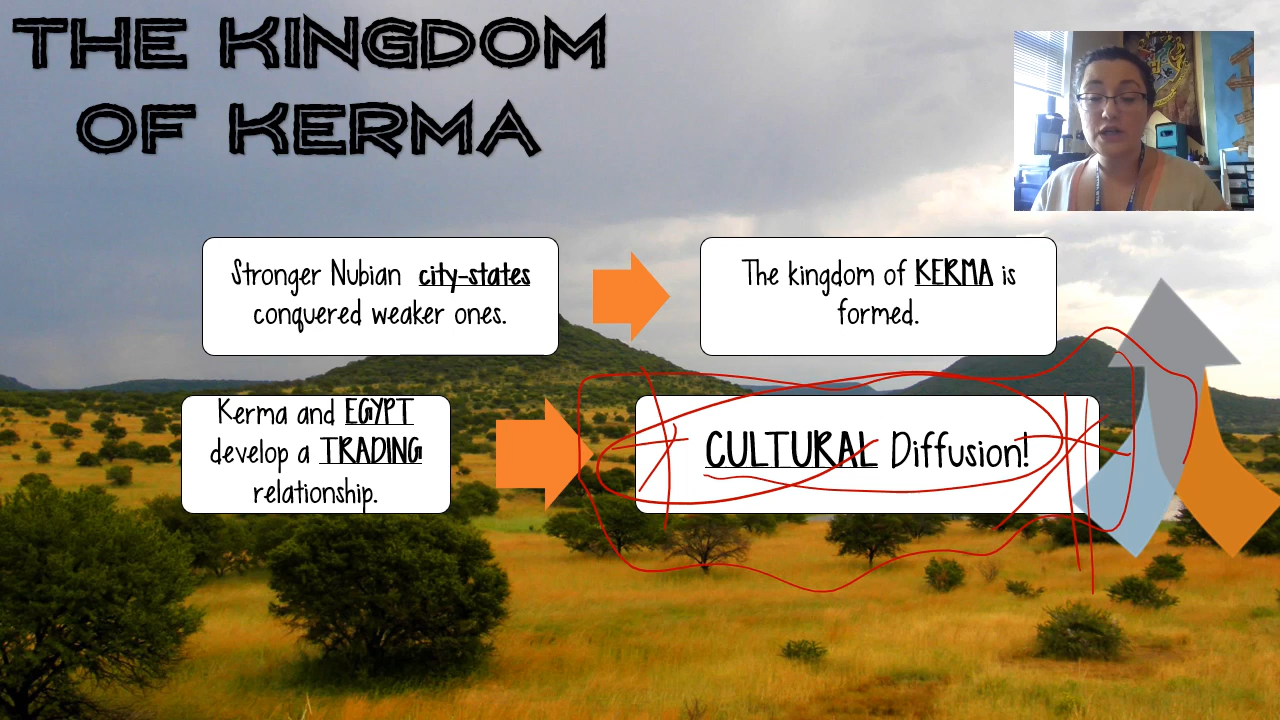 THE KINGDOM
OF KERMA
Stronger Nubian city-states
conquered weaker ones.
The kingdom of KERMA is
formed.
Kerma and EGYPT
develop a TRADING
relationship.
CULTURAL Diffusion!